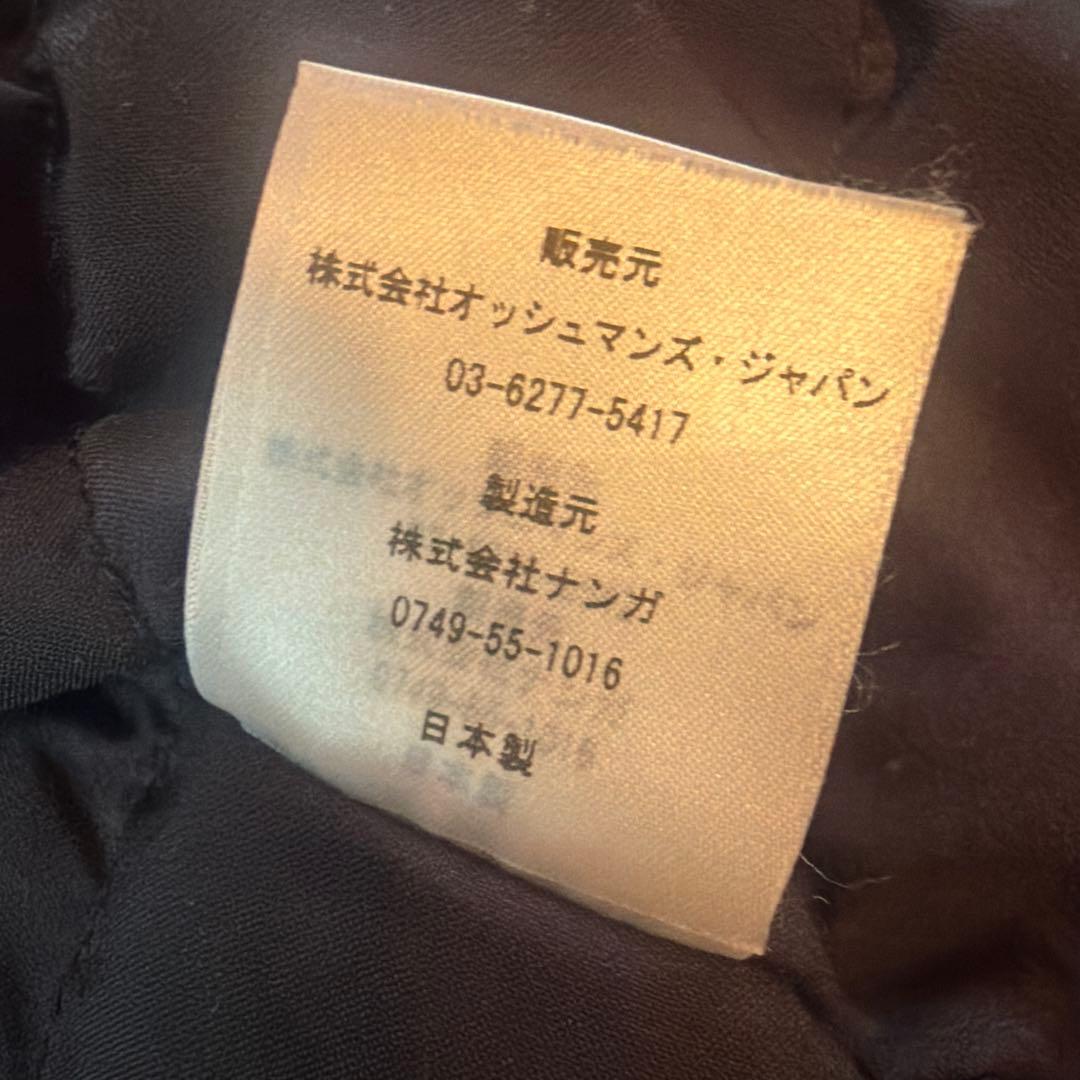 販売元
株式会社オッシュマンズ・ジャパン
03-6277-5417
製造元
株式会社ナンガ
0749-55-1016
日本製